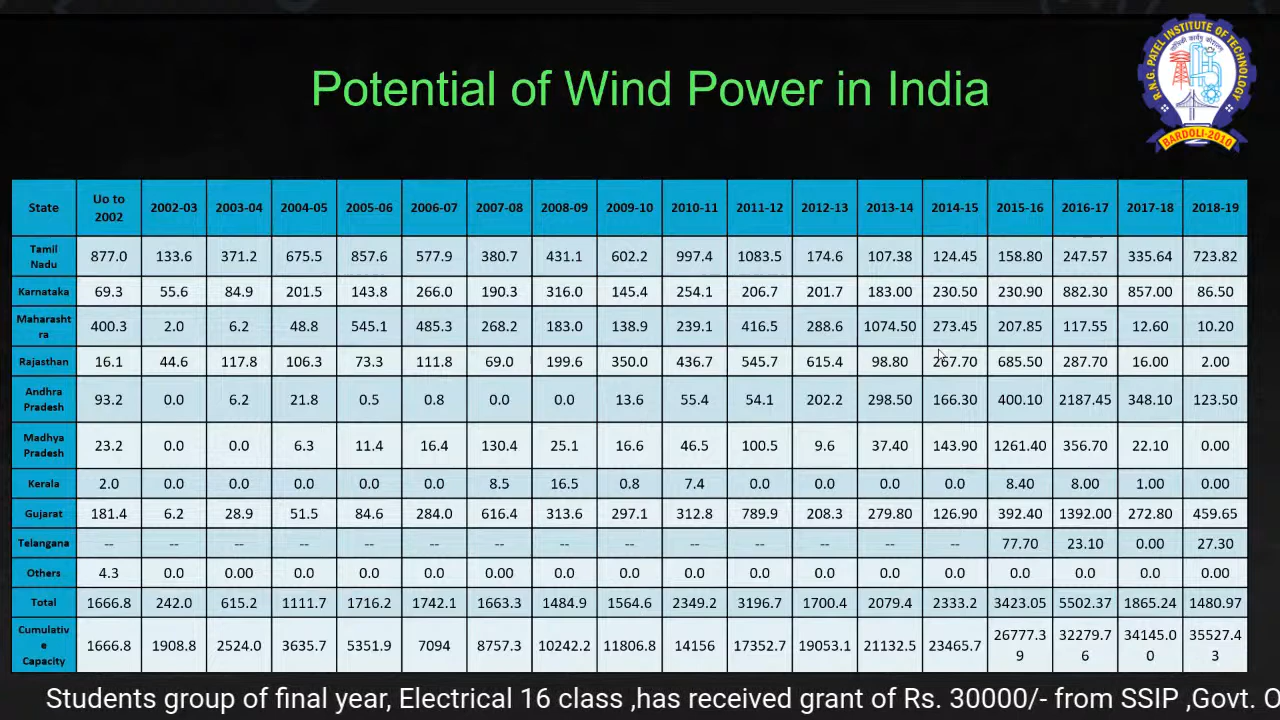 R.N.G. PATEL INSTITUTE OF TECHNOLOGY
BARDOLI-2010
Potential of Wind Power in India
State Uo to 2002 2002-03 2003-04 2004-05 2005-06 2006-07 2007-08 2008-09 2009-10 2010-11 2011-12 2012-13 2013-14 2014-15 2015-16 2016-17 2017-18 2018-19
Tamil Nadu 877.0 133.6 371.2 675.5 857.6 577.9 380.7 431.1 602.2 997.4 1083.5 174.6 107.38 124.45 158.80 247.57 335.64 723.82
Karnataka 69.3 55.6 84.9 201.5 143.8 266.0 190.3 316.0 145.4 254.1 206.7 201.7 183.00 230.50 230.90 882.30 857.00 86.50
Maharashtra 400.3 2.0 6.2 48.8 545.1 485.3 268.2 183.0 138.9 239.1 416.5 288.6 1074.50 273.45 207.85 117.55 12.60 10.20
Rajasthan 16.1 44.6 117.8 106.3 73.3 111.8 69.0 199.6 350.0 436.7 545.7 615.4 98.80 267.70 685.50 287.70 16.00 2.00
Andhra Pradesh 93.2 0.0 6.2 21.8 0.5 0.8 0.0 0.0 13.6 55.4 54.1 202.2 298.50 166.30 400.10 2187.45 348.10 123.50
Madhya Pradesh 23.2 0.0 0.0 6.3 11.4 16.4 130.4 25.1 16.6 46.5 100.5 9.6 37.40 143.90 1261.40 356.70 22.10 0.00
Kerala 2.0 0.0 0.0 0.0 0.0 0.0 8.5 16.5 0.8 7.4 0.0 0.0 0.0 0.0 8.40 8.00 1.00 0.00
Gujarat 181.4 6.2 28.9 51.5 84.6 284.0 616.4 313.6 297.1 312.8 789.9 208.3 279.80 126.90 392.40 1392.00 272.80 459.65
Telangana -- -- -- -- -- -- -- -- -- -- -- -- -- -- 77.70 23.10 0.00 27.30
Others 4.3 0.0 0.00 0.0 0.0 0.0 0.00 0.0 0.0 0.0 0.0 0.0 0.0 0.0 0.0 0.0 0.0 0.00
Total 1666.8 242.0 615.2 1111.7 1716.2 1742.1 1663.3 1484.9 1564.6 2349.2 3196.7 1700.4 2079.4 2333.2 3423.05 5502.37 1865.24 1480.97
Cumulative Capacity 1666.8 1908.8 2524.0 3635.7 5351.9 7094 8757.3 10242.2 11806.8 14156 17352.7 19053.1 21132.5 23465.7 26777.39 32279.76 34145.00 35527.43
Students group of final year, Electrical 16 class ,has received grant of Rs. 30000/- from SSIP ,Govt. O